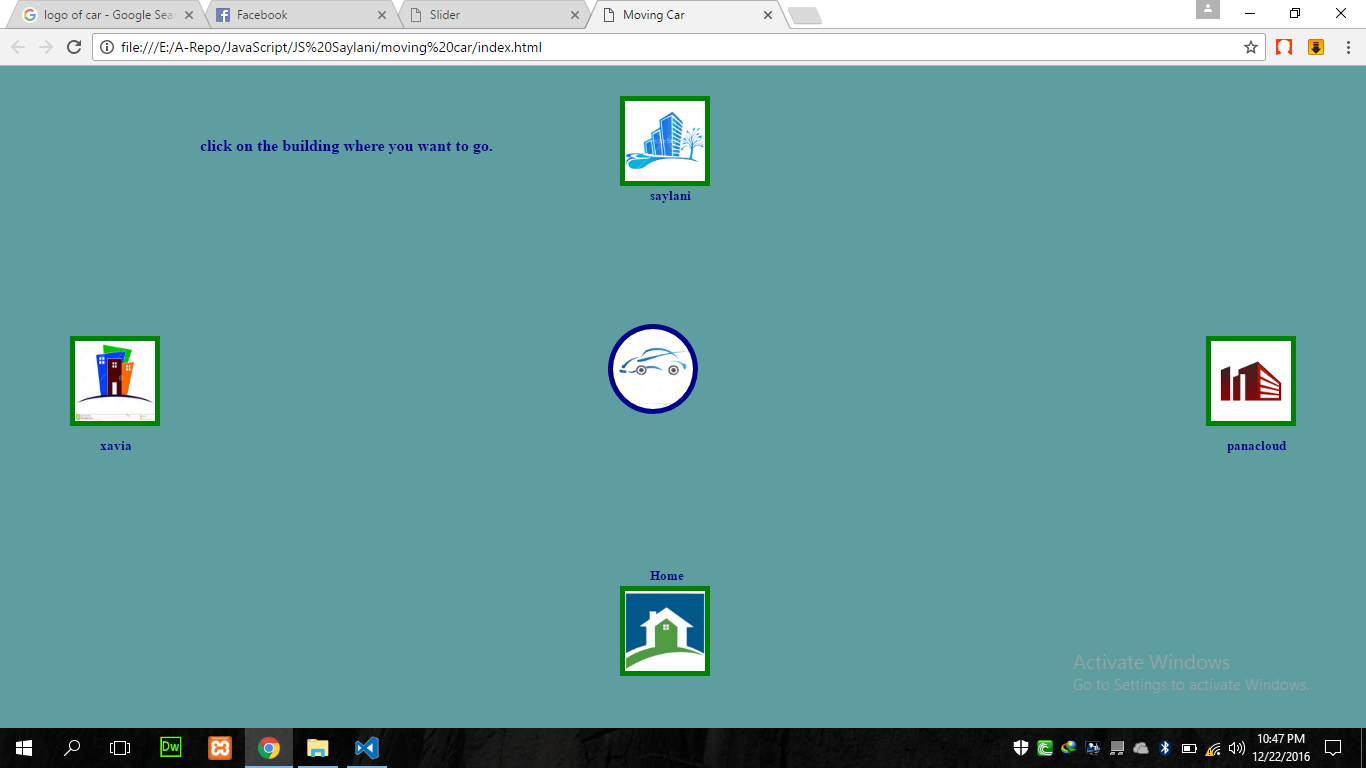 logo of car - Google Sea
Facebook
Slider
Moving Car
file:///E:/A-Repo/JavaScript/JS%20Saylani/moving%20car/index.html
click on the building where you want to go.
saylani
xavia
panacloud
Home
Activate Windows
Go to Settings to activate Windows.
Dw
10:47 PM
12/22/2016